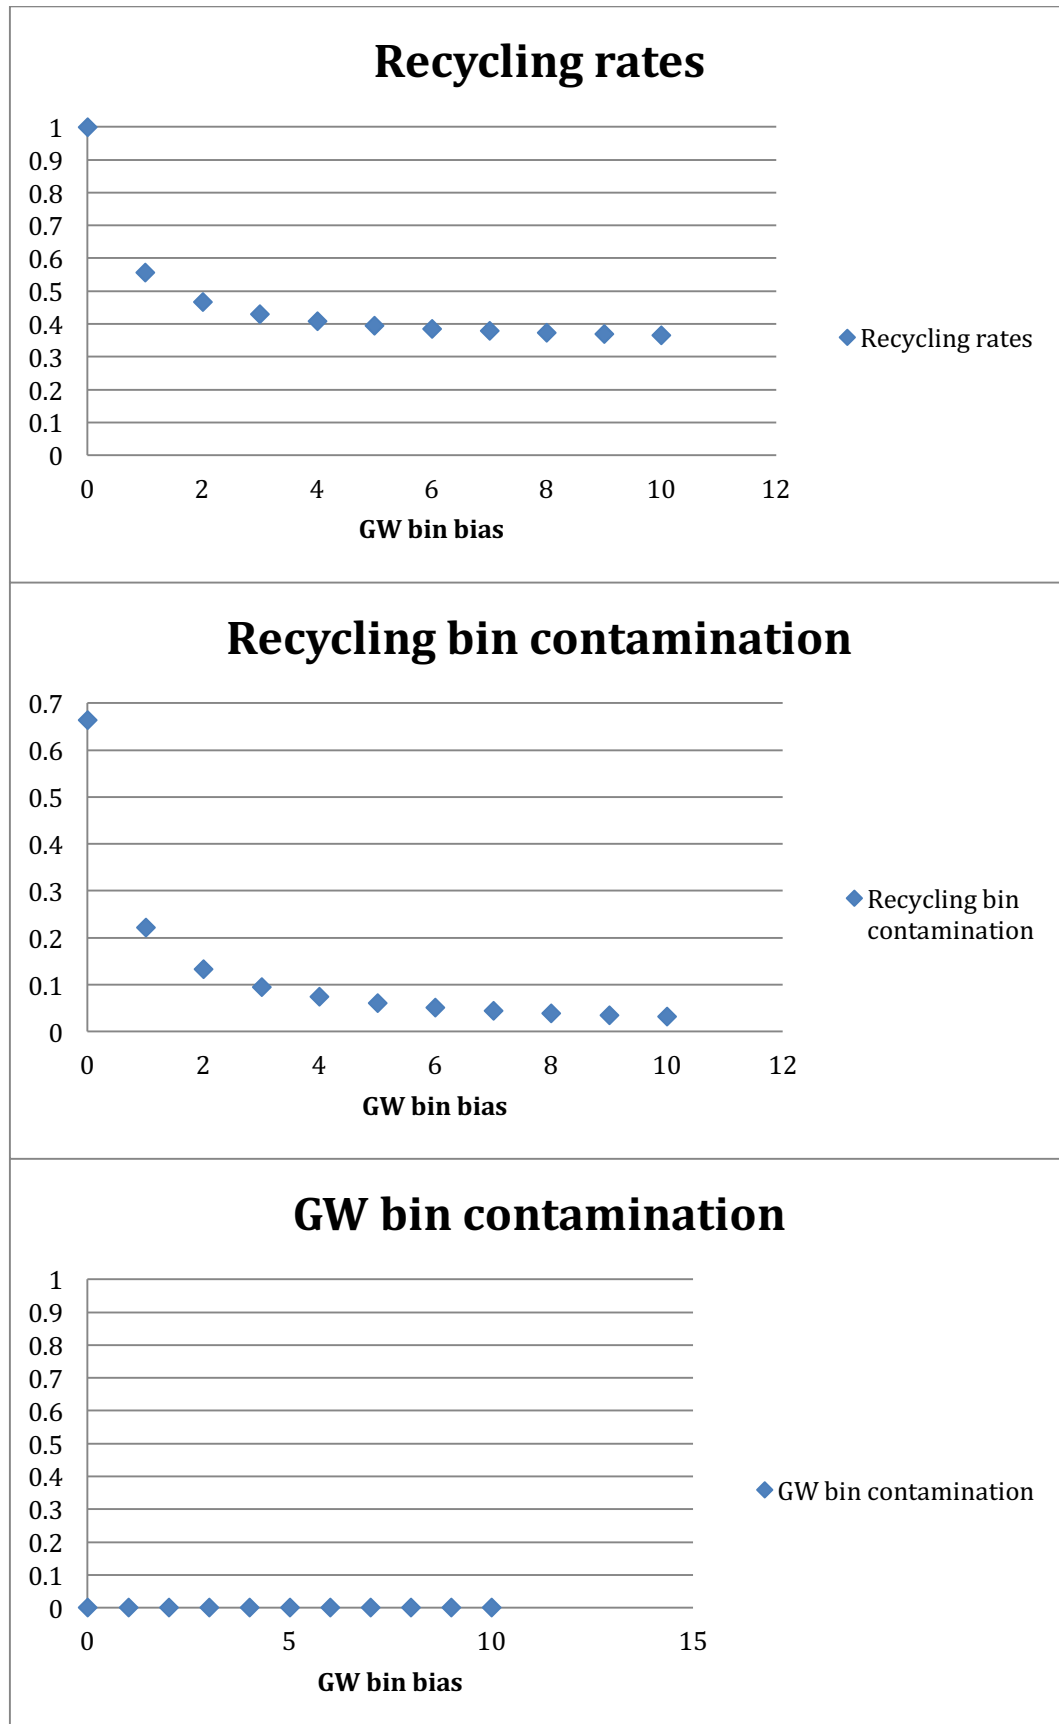 Recycling rates
1
0.9
0.8
0.7
0.6
0.5
0.4
0.3
0.2
0.1
0
0 2 4 6 8 10 12
GW bin bias
Recycling rates
Recycling bin contamination
0.7
0.6
0.5
0.4
0.3
0.2
0.1
0
0 2 4 6 8 10 12
GW bin bias
Recycling bin
contamination
GW bin contamination
1
0.9
0.8
0.7
0.6
0.5
0.4
0.3
0.2
0.1
0
0 5 10 15
GW bin bias
GW bin contamination